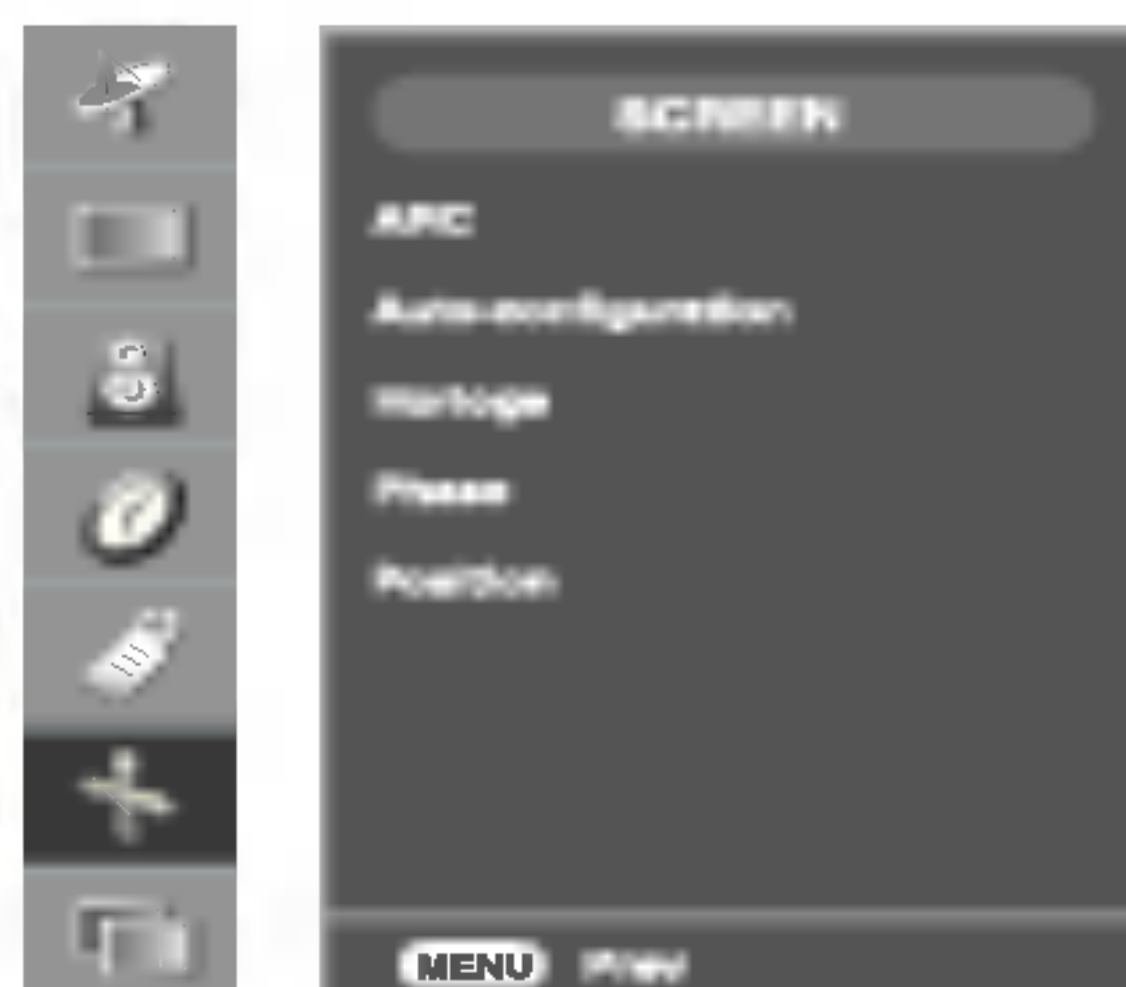 SCREEN
ARC
Auto-configuration
Horloge
Phase
Position
MENU Prev